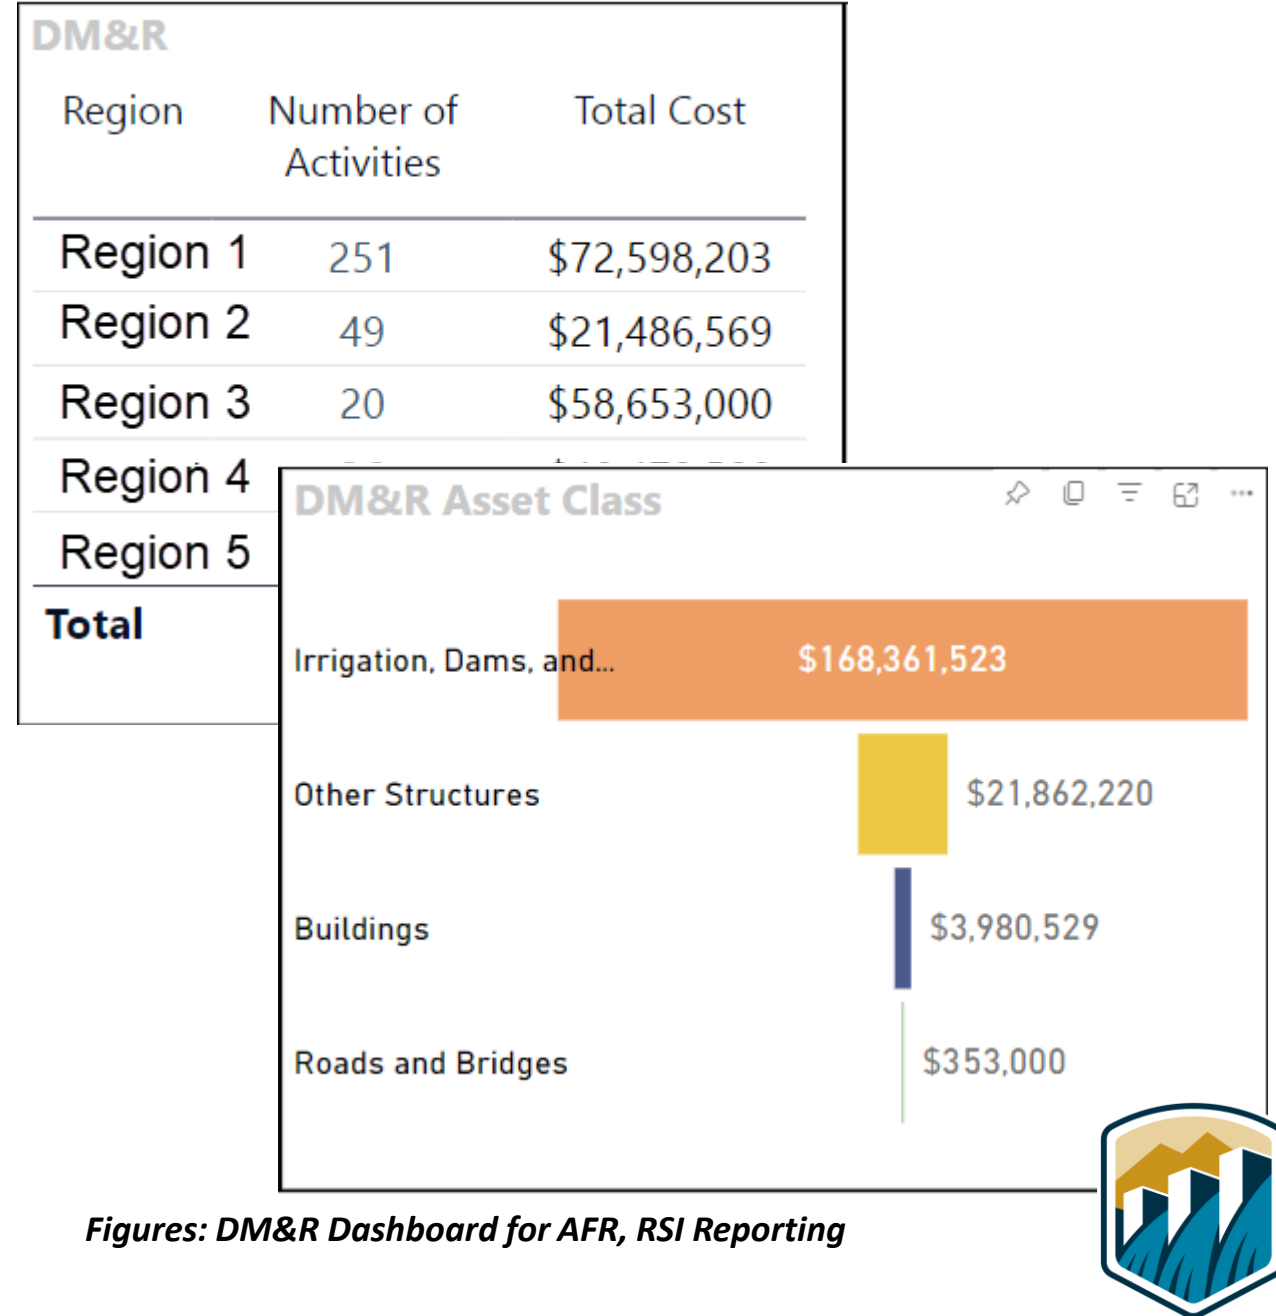 DM&R
Region Number of Activities Total Cost
Region 1 251 $72,598,203
Region 2 49 $21,486,569
Region 3 20 $58,653,000
Region 4
Region 5
Total
DM&R Asset Class
Irrigation, Dams, and... $168,361,523
Other Structures $21,862,220
Buildings $3,980,529
Roads and Bridges $353,000
Figures: DM&R Dashboard for AFR, RSI Reporting